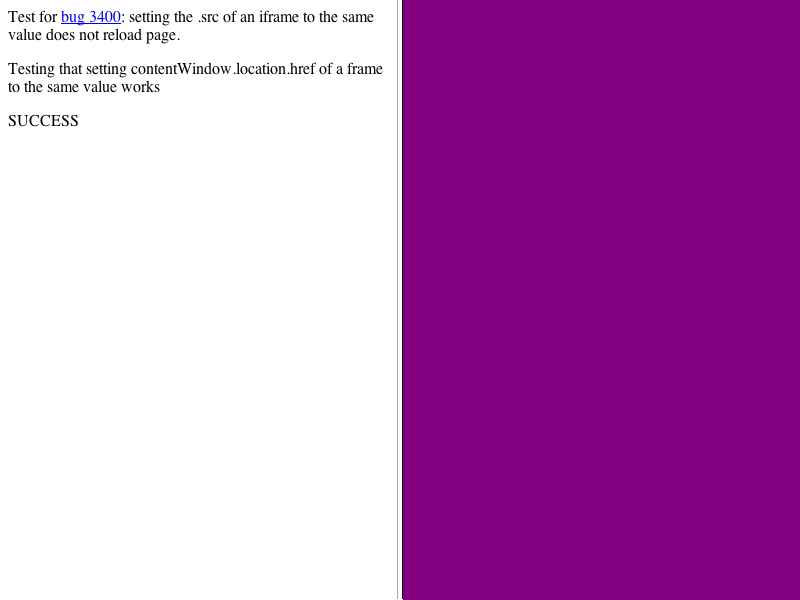 Test for bug 3400: setting the .src of an iframe to the same
value does not reload page.
Testing that setting contentWindow.location.href of a frame
to the same value works
SUCCESS